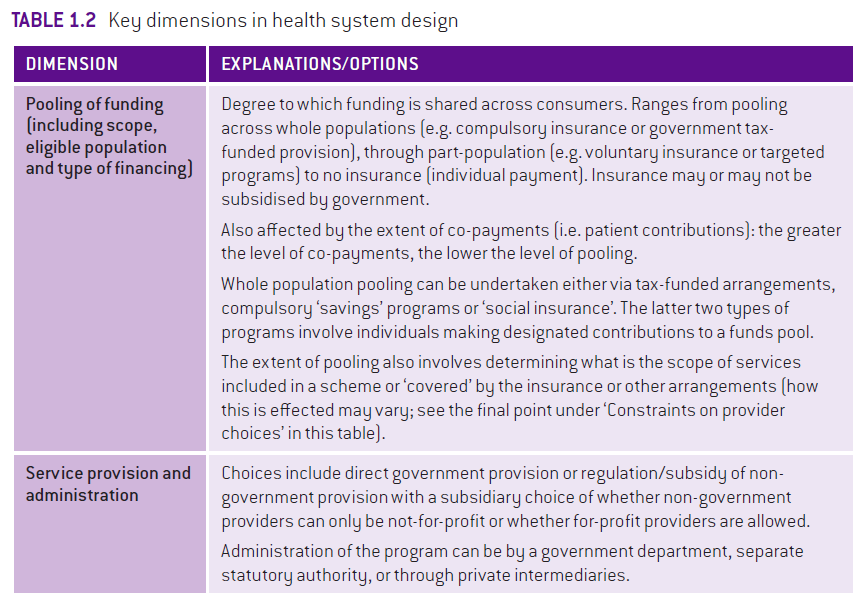 TABLE 1.2 Key dimensions in health system design
DIMENSION
EXPLANATIONS/OPTIONS
Pooling of funding
(including scope,
eligible population
and type of financing)
Degree to which funding is shared across consumers. Ranges from pooling
across whole populations (e.g. compulsory insurance or government tax-
funded provision), through part-population (e.g. voluntary insurance or targeted
programs) to no insurance (individual payment). Insurance may or may not be
subsidised by government.
Also affected by the extent of co-payments (i.e. patient contributions): the greater
the level of co-payments, the lower the level of pooling.
Whole population pooling can be undertaken either via tax-funded arrangements,
compulsory ‘savings’ programs or ‘social insurance’. The latter two types of
programs involve individuals making designated contributions to a funds pool.
The extent of pooling also involves determining what is the scope of services
included in a scheme or ‘covered’ by the insurance or other arrangements (how
this is effected may vary; see the final point under ‘Constraints on provider
choices’ in this table).
Service provision and
administration
Choices include direct government provision or regulation/subsidy of non-
government provision with a subsidiary choice of whether non-government
providers can only be not-for-profit or whether for-profit providers are allowed.
Administration of the program can be by a government department, separate
statutory authority, or through private intermediaries.